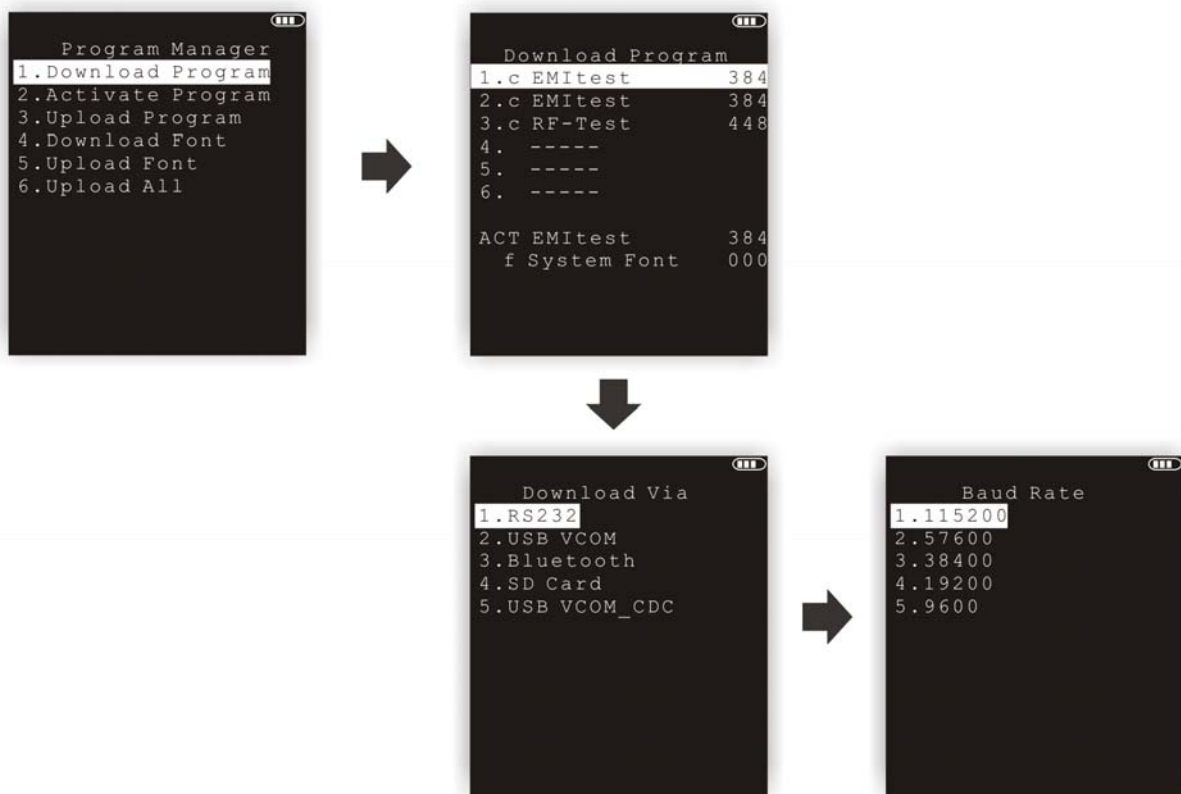 Program Manager
1.Download Program
2.Activate Program
3.Upload Program
4.Download Font
5.Upload Font
6.Upload All
Download Program
1.c EMItest 384
2.c EMItest 384
3.c RF-Test 448
4. -----
5. -----
6. -----
ACT EMItest 384
f System Font 000
Download Via
1.RS232
2.USB VCOM
3.Bluetooth
4.SD Card
5.USB VCOM_CDC
Baud Rate
1.115200
2.57600
3.38400
4.19200
5.9600